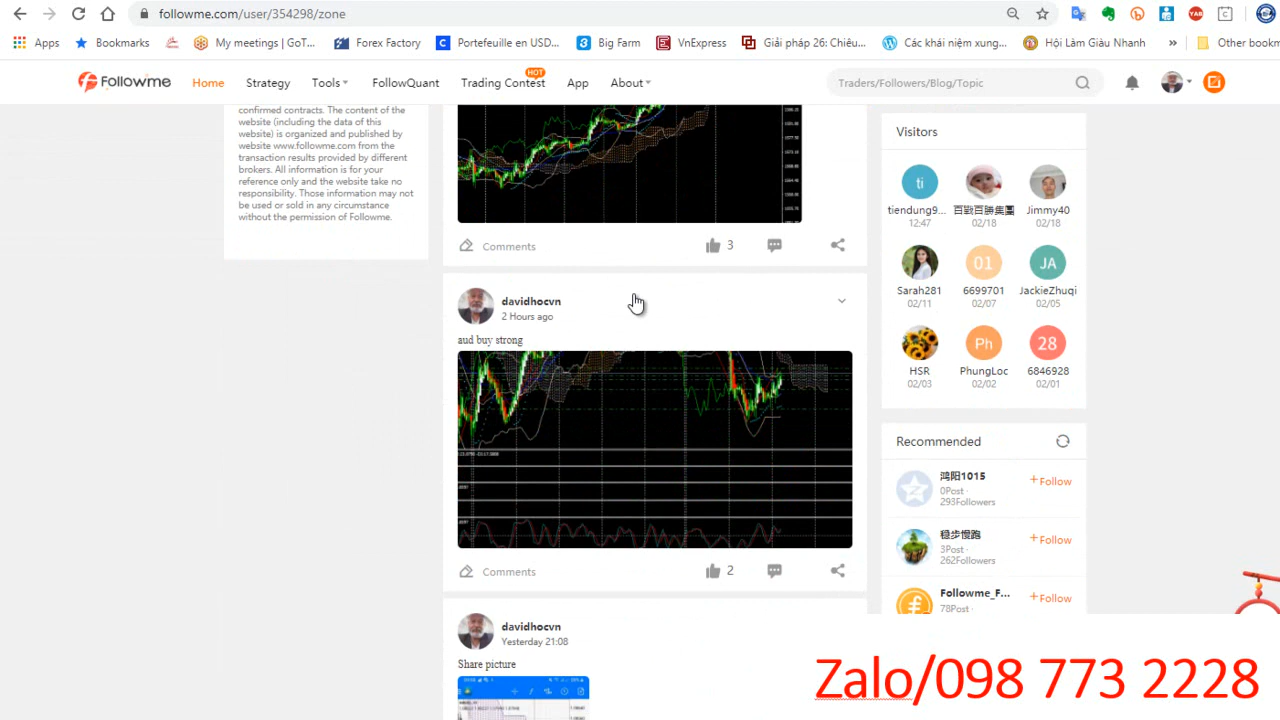 followme.com/user/354298/zone
Apps
Bookmarks
My meetings | GoT...
Forex Factory
Portefeuille en USD...
Big Farm
VnExpress
Giải pháp 26: Chiêu...
Các khái niệm xung...
Hội Làm Giàu Nhanh
»
Other bookm
Followme
Home
Strategy
Tools
FollowQuant
Trading Contest
HOT
App
About
Traders/Followers/Blog/Topic
confirmed contracts. The content of the
website (including the data of this
website) is organized and published by
website www.followme.com from the
transaction results provided by different
brokers. All information is for your
reference only and the website take no
responsibility. Those information may not
be used or sold in any circumstance
without the permission of Followme.
Comments
3
davidhocvn
2 Hours ago
aud buy strong
Comments
2
davidhocvn
Yesterday 21:08
Share picture
Visitors
ti
tiendung9...
12:47
百勤百勝集團
02/18
Jimmy40
02/18
Sarah281
02/11
01
6699701
02/07
JA
JackieZhuqi
02/05
HSR
02/03
Ph
PhungLoc
02/02
28
6846928
02/01
Recommended
鸿阳1015
0Post ·
293Followers
+Follow
稳步慢跑
3Post ·
262Followers
+Follow
Followme_F...
78Post ·
+Follow
Zalo/098 773 2228